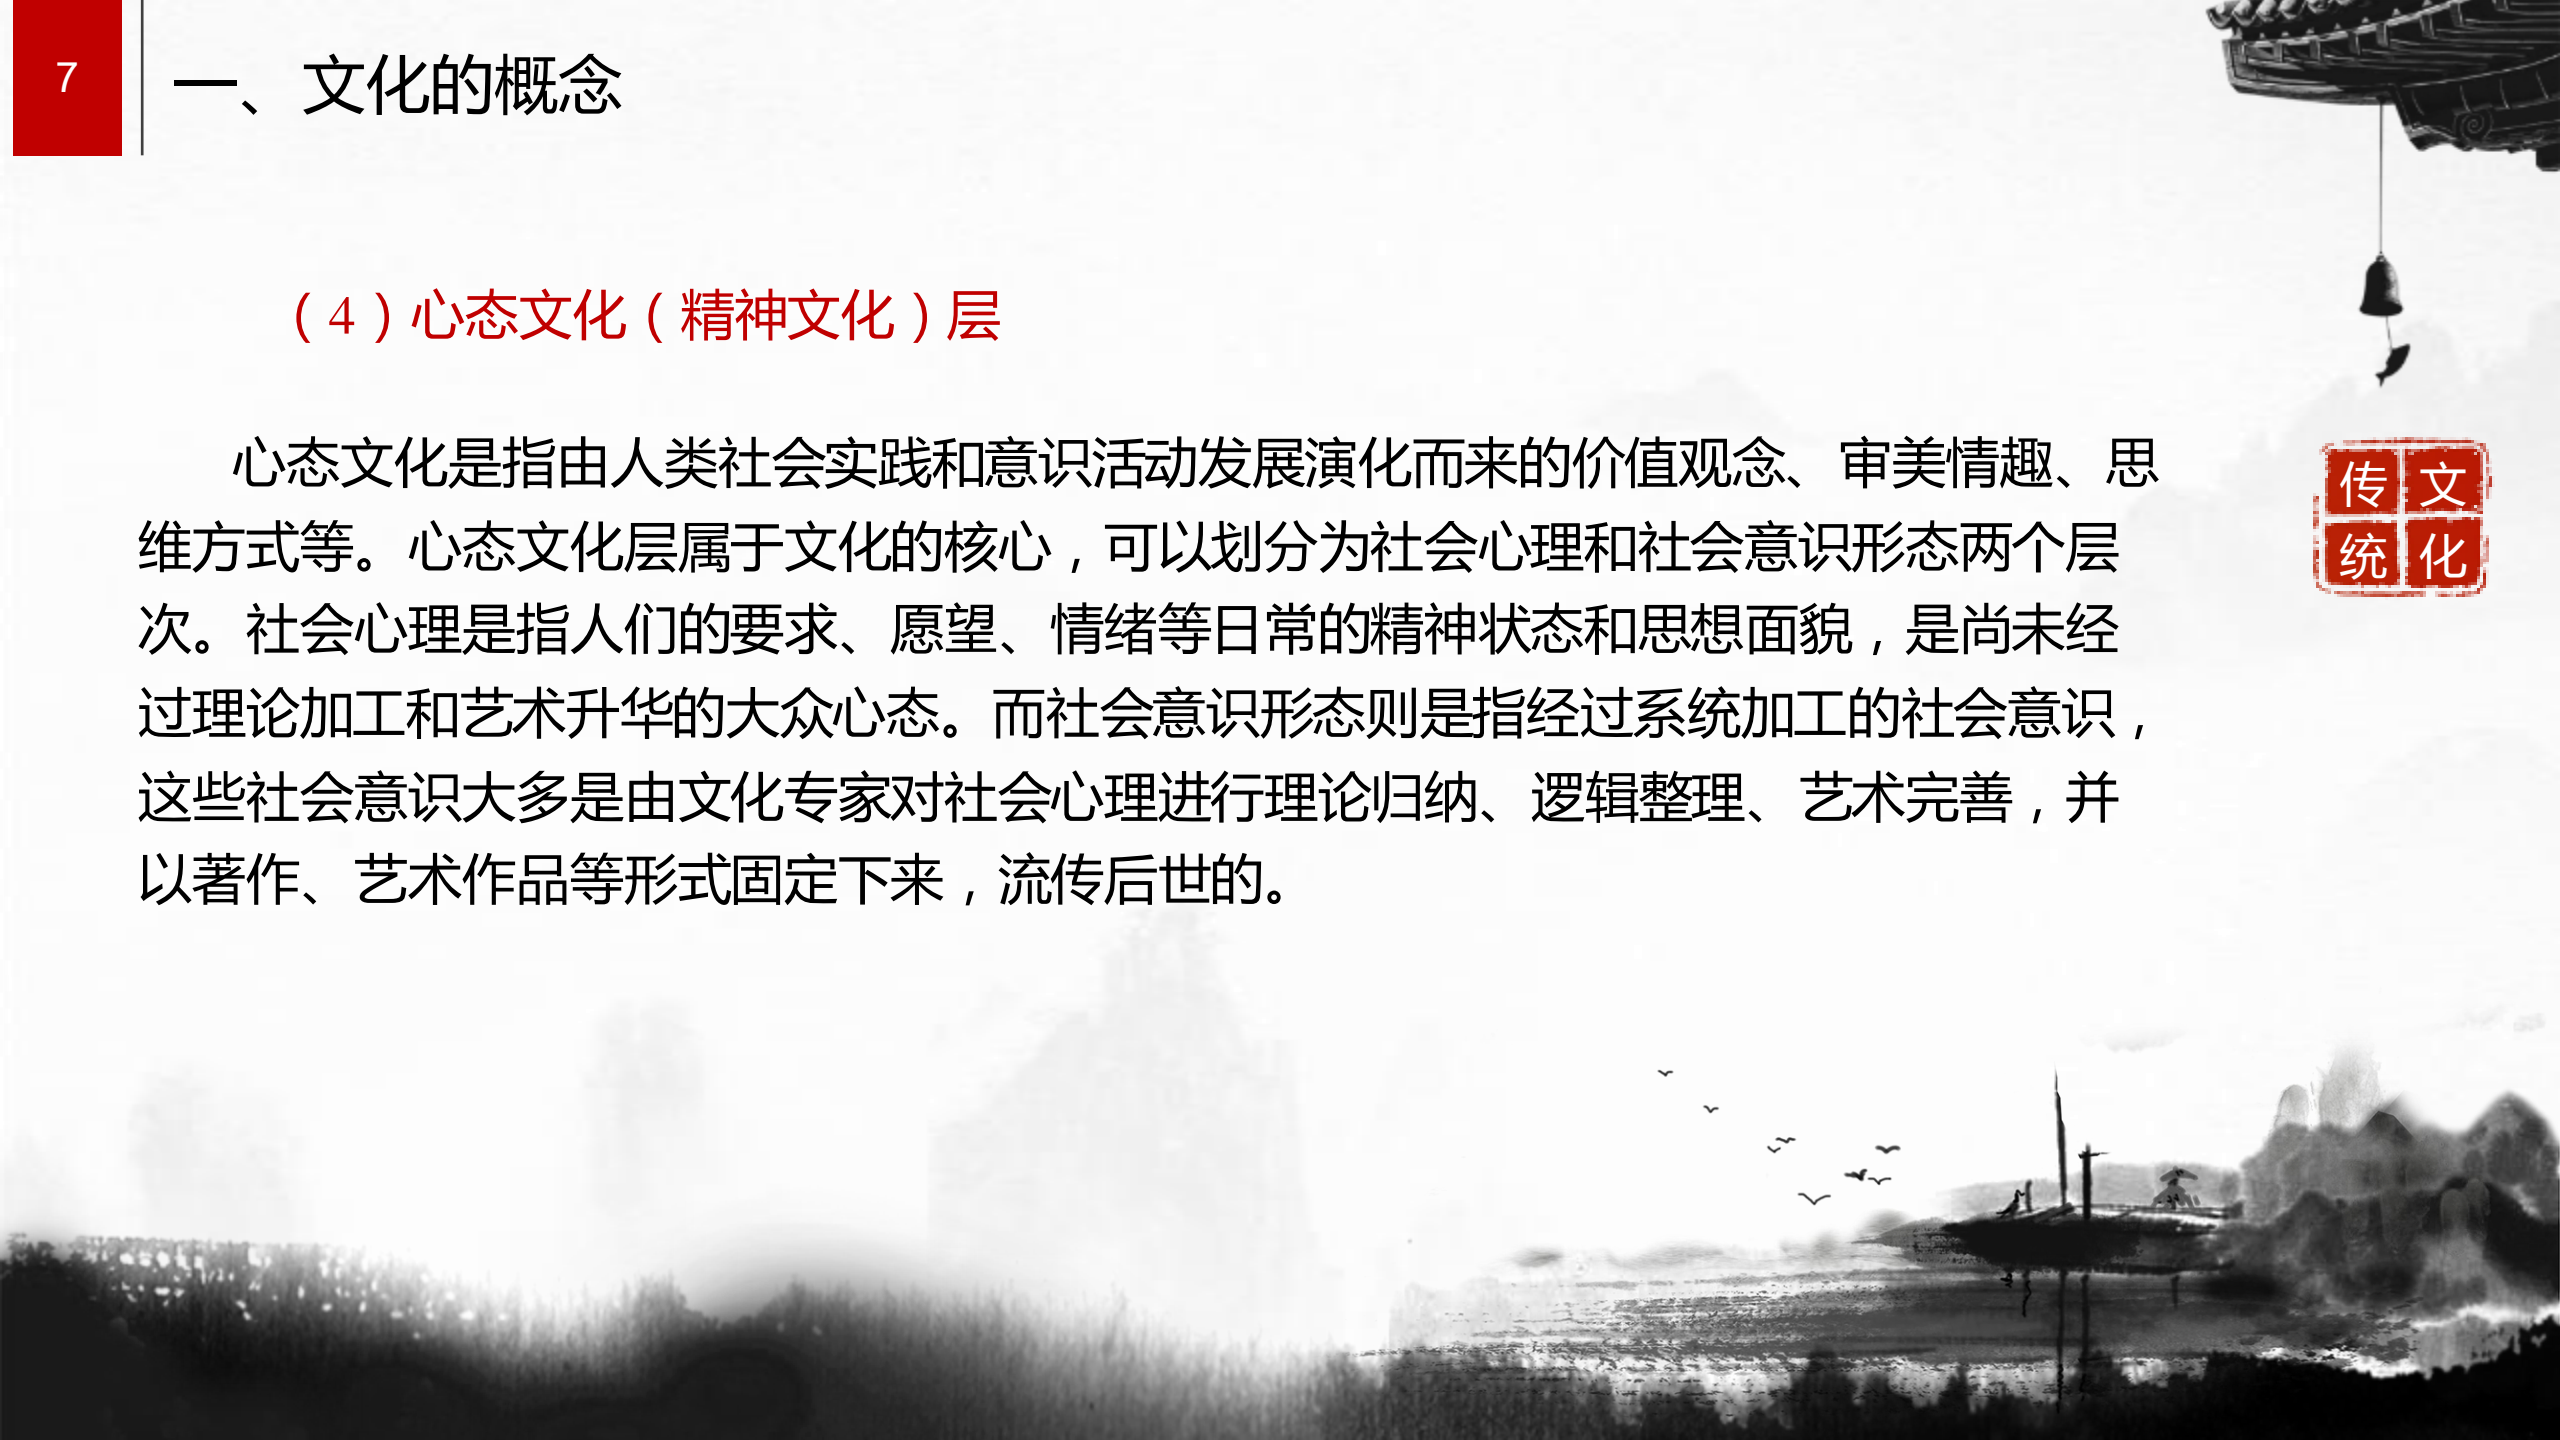 7
一、文化的概念
（4）心态文化（精神文化）层
心态文化是指由人类社会实践和意识活动发展演化而来的价值观念、审美情趣、思
维方式等。心态文化层属于文化的核心，可以划分为社会心理和社会意识形态两个层
次。社会心理是指人们的要求、愿望、情绪等日常的精神状态和思想面貌，是尚未经
过理论加工和艺术升华的大众心态。而社会意识形态则是指经过系统加工的社会意识，
这些社会意识大多是由文化专家对社会心理进行理论归纳、逻辑整理、艺术完善，并
以著作、艺术作品等形式固定下来，流传后世的。
传文
统化